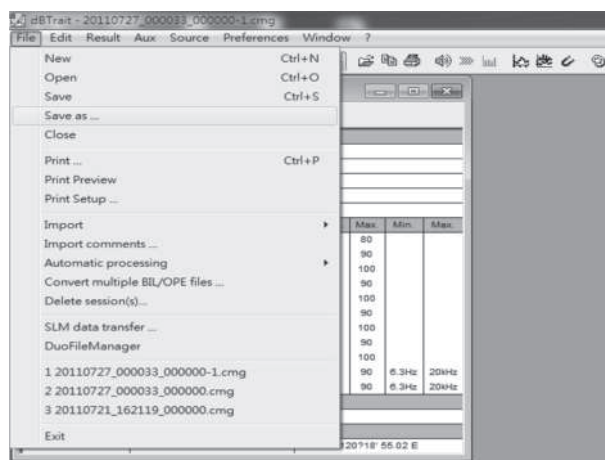 dBTrait - 20110727_000033_000000-1.cmg
File Edit Result Aux Source Preferences Window ?
New Ctrl+N
Open Ctrl+O
Save Ctrl+S
Save as ...
Close
Print ... Ctrl+P
Print Preview
Print Setup ...
Import
Max. Min. Max.
Import comments ...
80
Automatic processing
90
100
Convert multiple BIL/OPE files ...
90
Delete session(s)...
100
90
SLM data transfer ...
100
DuoFileManager
90
100
1 20110727_000033_000000-1.cmg
90 6.3Hz 20kHz
2 20110727_000033_000000.cmg
90 6.3Hz 20kHz
3 20110721_162119_000000.cmg
Exit
120?18' 55.02 E